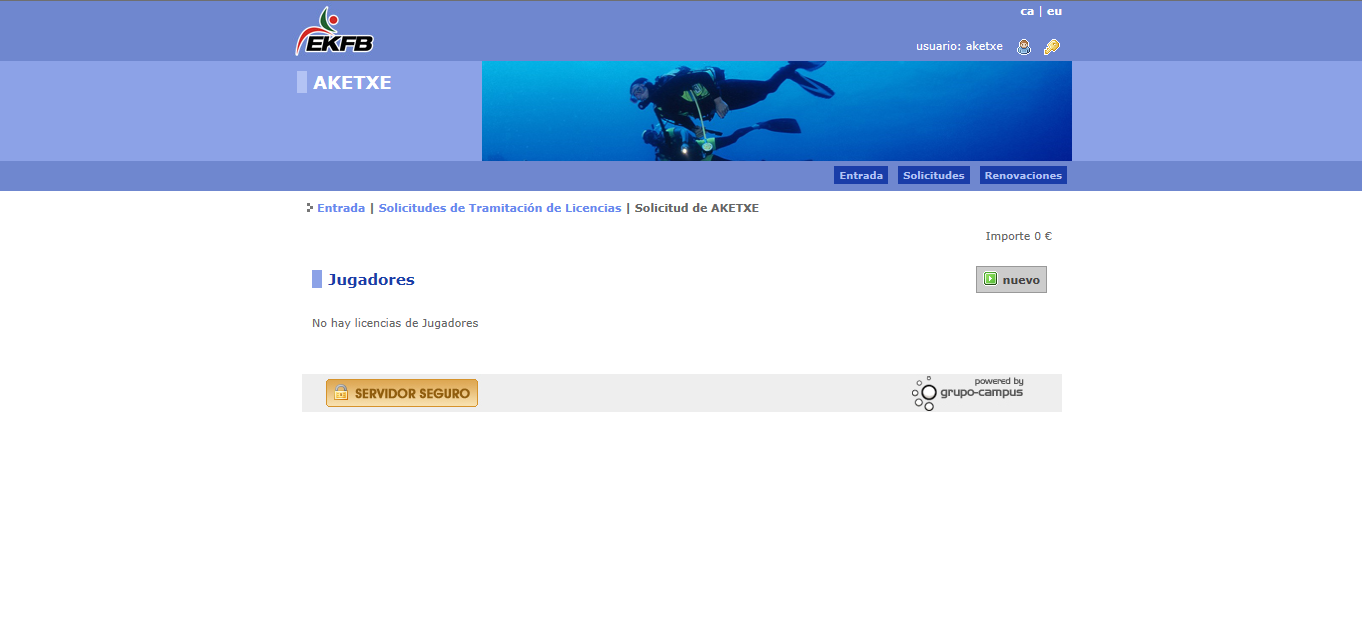 EKFB
ca | eu
usuario: aketxe
AKETXE
Entrada Solicitudes Renovaciones
Entrada | Solicitudes de Tramitación de Licencias | Solicitud de AKETXE
Importe 0 €
Jugadores
nuevo
No hay licencias de Jugadores
SERVIDOR SEGURO
powered by
grupo-campus